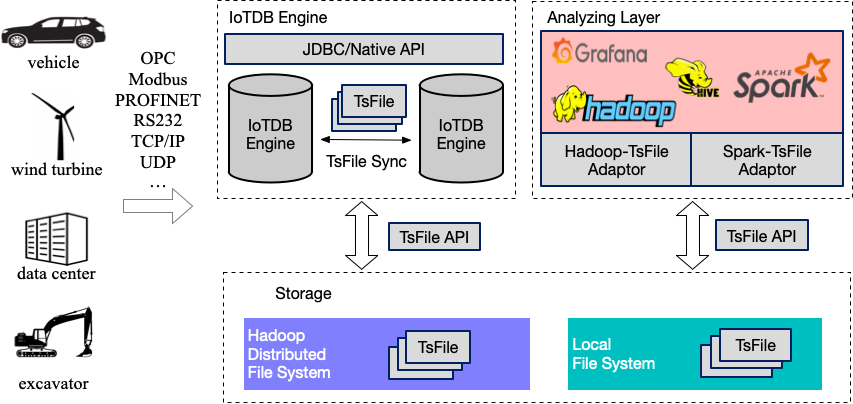 vehicle
wind turbine
data center
excavator
OPC
Modbus
PROFINET
RS232
TCP/IP
UDP
...
IoTDB Engine
JDBC/Native API
IoTDB
Engine
TsFile
TsFile Sync
IoTDB
Engine
Analyzing Layer
Grafana
hadoop
HIVE
APACHE
Spark™
Hadoop-TsFile
Adaptor
Spark-TsFile
Adaptor
TsFile API
TsFile API
Storage
Hadoop
Distributed
File System
TsFile
Local
File System
TsFile